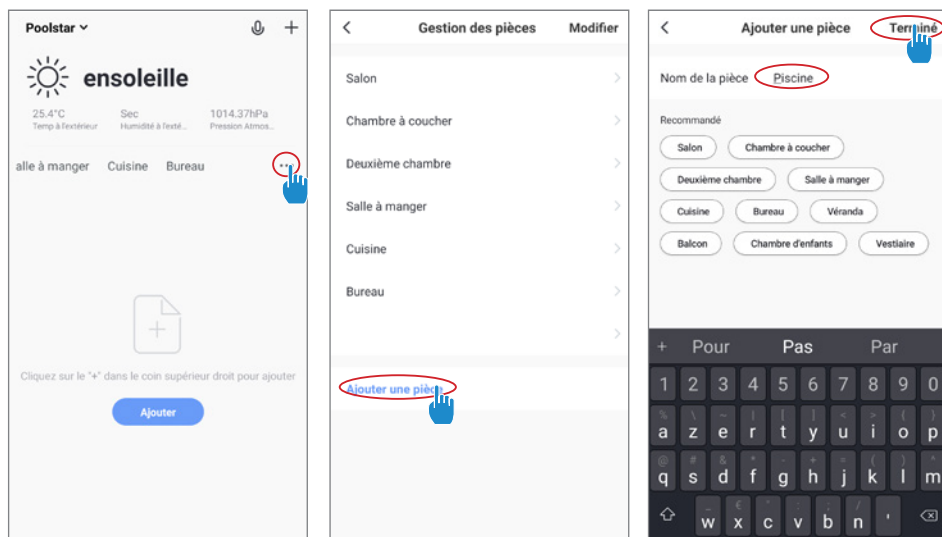 Poolstar
ensoleille
25.4°C Sec 1014.37hPa
Temp à l'extérieur Humidité à l'exté... Pression Atmos...
alle à manger Cuisine Bureau ...
Cliquez sur le "+" dans le coin supérieur droit pour ajouter
Ajouter
Gestion des pièces Modifier
Salon
Chambre à coucher
Deuxième chambre
Salle à manger
Cuisine
Bureau
Ajouter une pièce
Ajouter une pièce Terminé
Nom de la pièce Piscine
Recommandé
Salon Chambre à coucher
Deuxième chambre Salle à manger
Cuisine Bureau Véranda
Balcon Chambre d'enfants Vestiaire
+ Pour Pas Par
1 2 3 4 5 6 7 8 9 0
% \ ~ | [ ] < > { }
a z e r t y u i o p
@ # & * - + = ( ) ^
q s d f g h j k l m
w x c v b n '